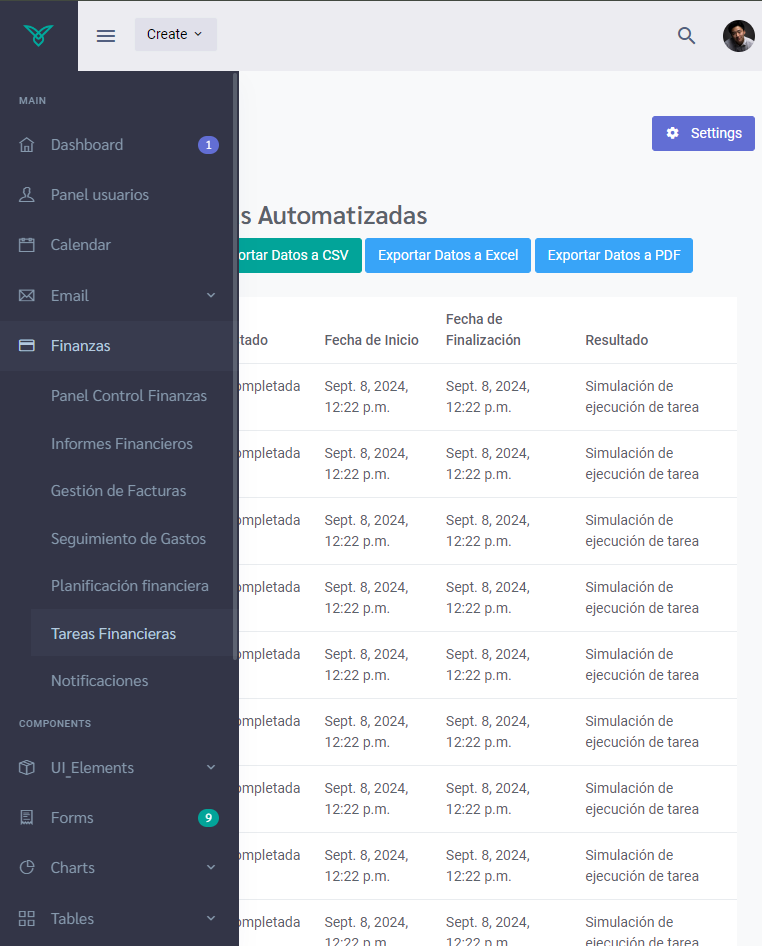 Create
MAIN
Dashboard 1
Panel usuarios
Calendar
Email
Finanzas
Panel Control Finanzas
Informes Financieros
Gestión de Facturas
Seguimiento de Gastos
Planificación financiera
Tareas Financieras
Notificaciones
COMPONENTS
UI_Elements
Forms 9
Charts
Tables
Settings
s Automatizadas
ortar Datos a CSV Exportar Datos a Excel Exportar Datos a PDF
Fecha de
tado Fecha de Inicio Finalización Resultado
ompletada Sept. 8, 2024, Sept. 8, 2024, Simulación de
12:22 p.m. 12:22 p.m. ejecución de tarea
ompletada Sept. 8, 2024, Sept. 8, 2024, Simulación de
12:22 p.m. 12:22 p.m. ejecución de tarea
ompletada Sept. 8, 2024, Sept. 8, 2024, Simulación de
12:22 p.m. 12:22 p.m. ejecución de tarea
ompletada Sept. 8, 2024, Sept. 8, 2024, Simulación de
12:22 p.m. 12:22 p.m. ejecución de tarea
ompletada Sept. 8, 2024, Sept. 8, 2024, Simulación de
12:22 p.m. 12:22 p.m. ejecución de tarea
ompletada Sept. 8, 2024, Sept. 8, 2024, Simulación de
12:22 p.m. 12:22 p.m. ejecución de tarea
ompletada Sept. 8, 2024, Sept. 8, 2024, Simulación de
12:22 p.m. 12:22 p.m. ejecución de tarea
ompletada Sept. 8, 2024, Sept. 8, 2024, Simulación de
12:22 p.m. 12:22 p.m. ejecución de tarea
ompletada Sept. 8, 2024, Sept. 8, 2024, Simulación de
12:22 p.m. 12:22 p.m. ejecución de tarea